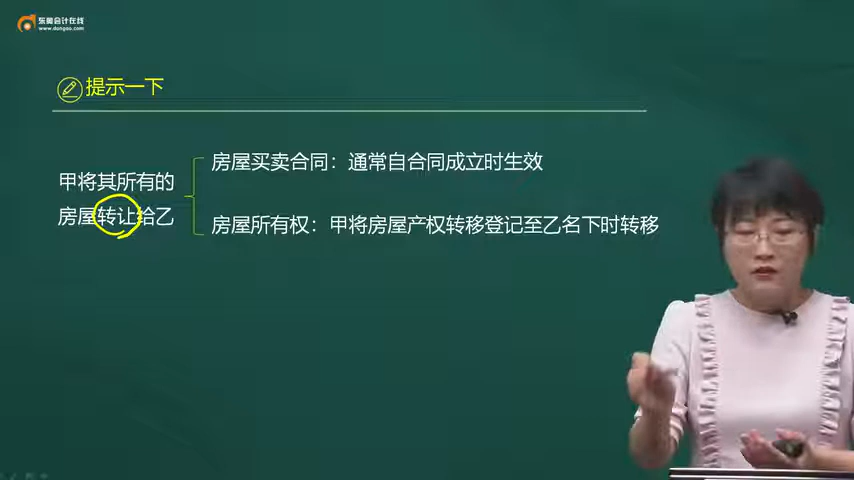 东奥会计在线
www.dongao.com
提示一下
甲将其所有的
房屋转让给乙
房屋买卖合同：通常自合同成立时生效
房屋所有权：甲将房屋产权转移登记至乙名下时转移